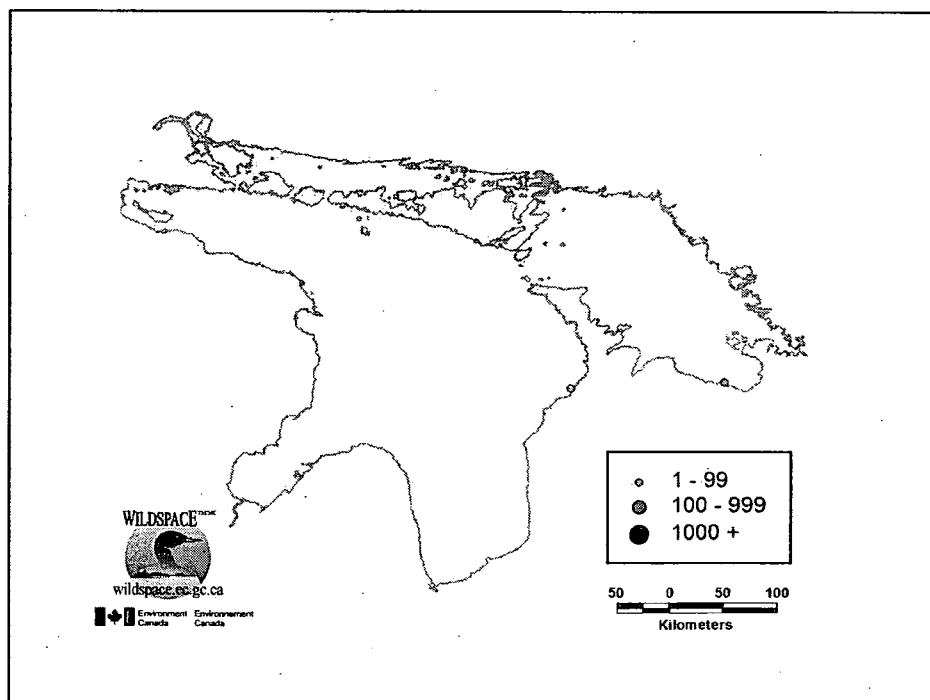 1 - 99
100 - 999
1000 +
WILDSPACE
wildspace.ec.gc.ca
Environment Environnement
Canada Canada
50 0 50 100
Kilometers